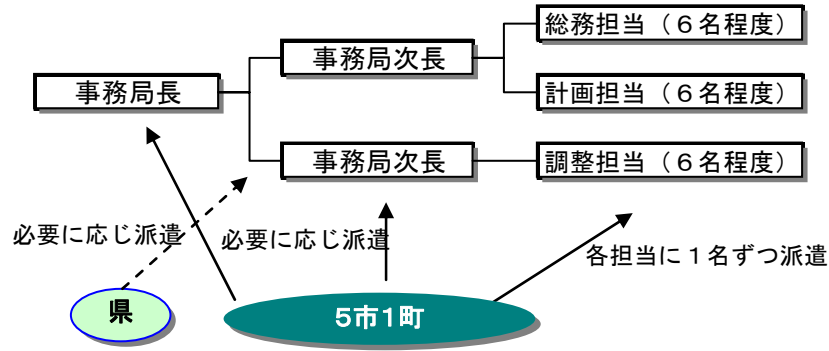 総務担当（６名程度）
事務局次長
事務局長
計画担当（６名程度）
事務局次長
調整担当（６名程度）
必要に応じ派遣
必要に応じ派遣
各担当に１名ずつ派遣
県
5市1町